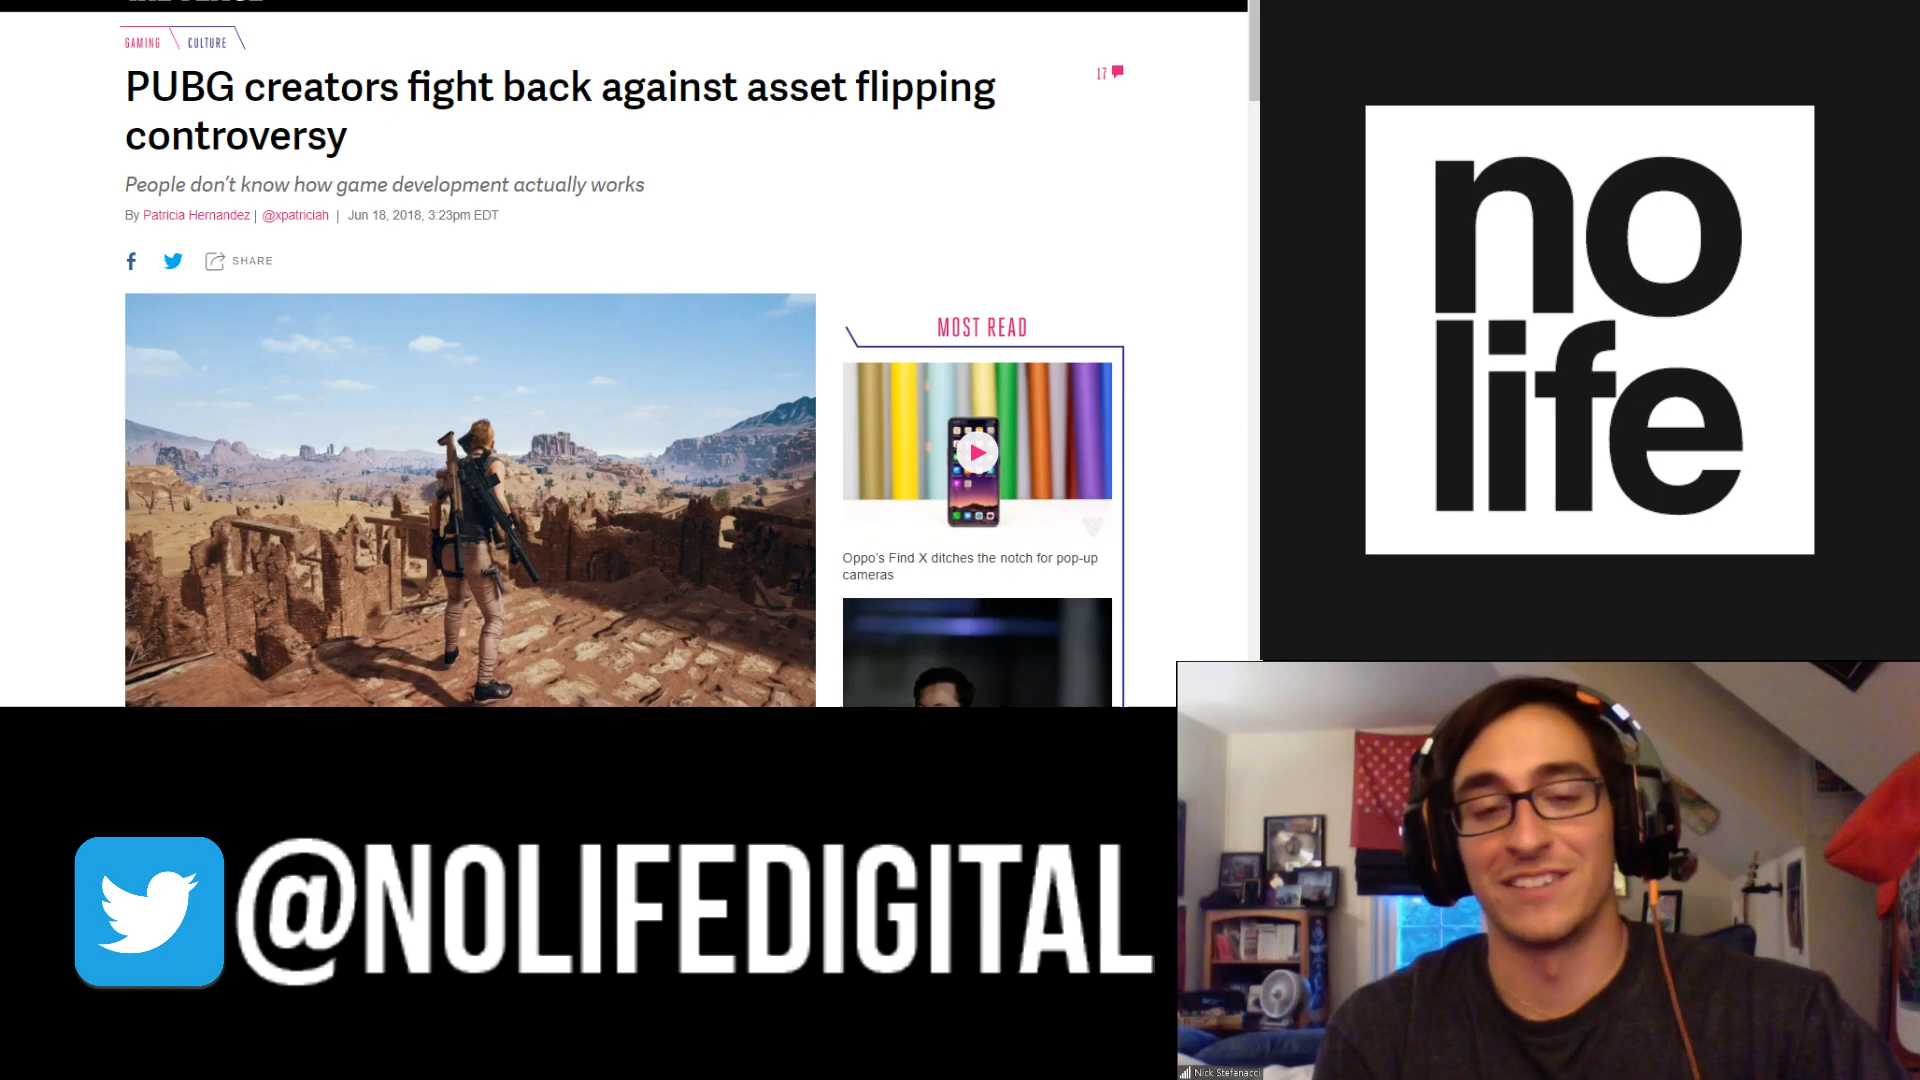 GAMING
CULTURE
PUBG creators fight back against asset flipping
controversy
17
People don't know how game development actually works
By Patricia Hernandez | @xpatriciah | Jun 18, 2018, 3:23pm EDT
SHARE
MOST READ
Oppo's Find X ditches the notch for pop-up
cameras
no
life
@NOLIFEDIGITAL
Nick Stefanacci